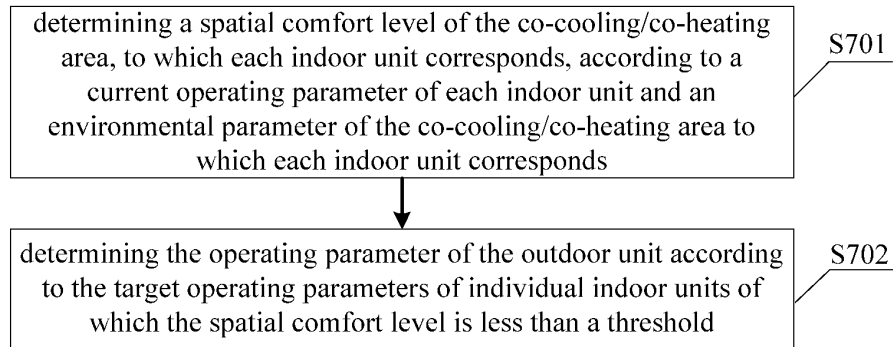 determining a spatial comfort level of the co-cooling/co-heating
area, to which each indoor unit corresponds, according to a
current operating parameter of each indoor unit and an
environmental parameter of the co-cooling/co-heating area to
which each indoor unit corresponds
S701
determining the operating parameter of the outdoor unit according
to the target operating parameters of individual indoor units of
which the spatial comfort level is less than a threshold
S702